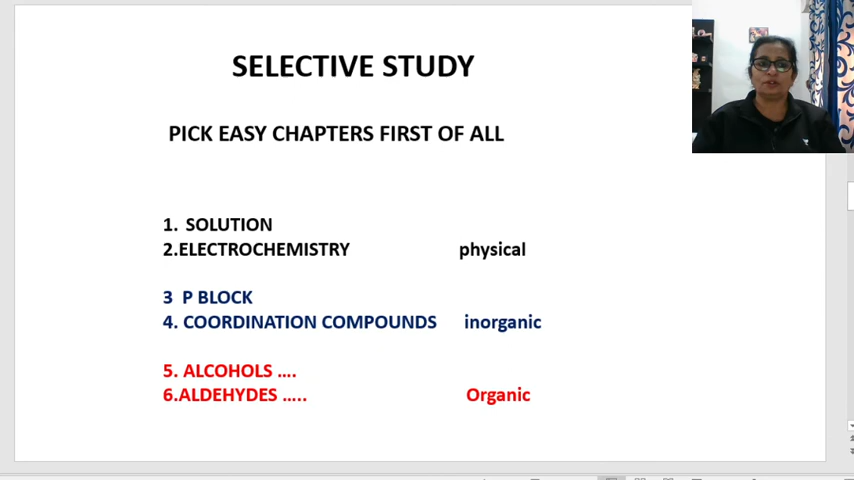 SELECTIVE STUDY
PICK EASY CHAPTERS FIRST OF ALL
1. SOLUTION
2.ELECTROCHEMISTRY physical
3 P BLOCK
4. COORDINATION COMPOUNDS inorganic
5. ALCOHOLS ....
6.ALDEHYDES ..... Organic